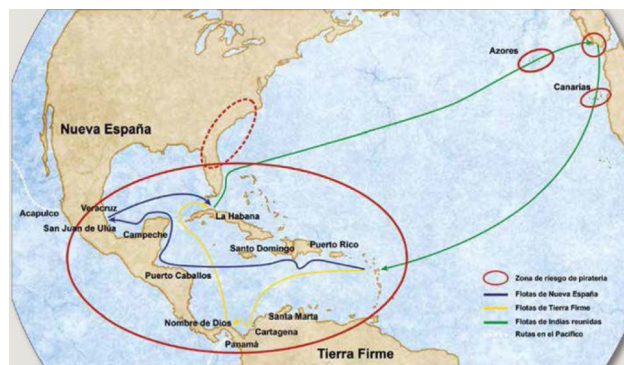 Azores
Canarias
Nueva España
Acapulco
Veracruz
San Juan de Ulúa
Campeche
La Habana
Santo Domingo
Puerto Rico
Puerto Caballos
Nombre de Dios
Santa Marta
Cartagena
Panamá
Tierra Firme
Zona de riesgo de piratería
Flotas de Nueva España
Flotas de Tierra Firme
Flotas de Indias reunidas
Rutas en el Pacífico